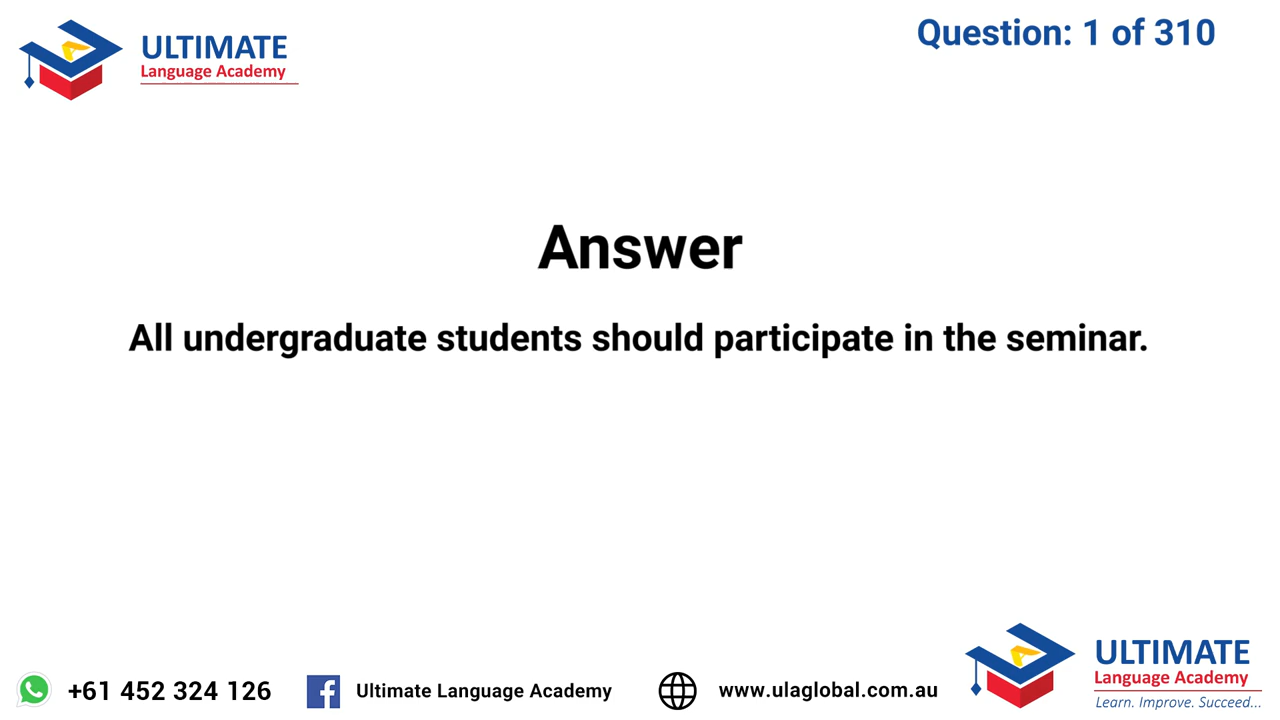 ULTIMATE
Language Academy
Question: 1 of 310
Answer
All undergraduate students should participate in the seminar.
+61 452 324 126
Ultimate Language Academy
www.ulaglobal.com.au
ULTIMATE
Language Academy
Learn. Improve. Succeed...